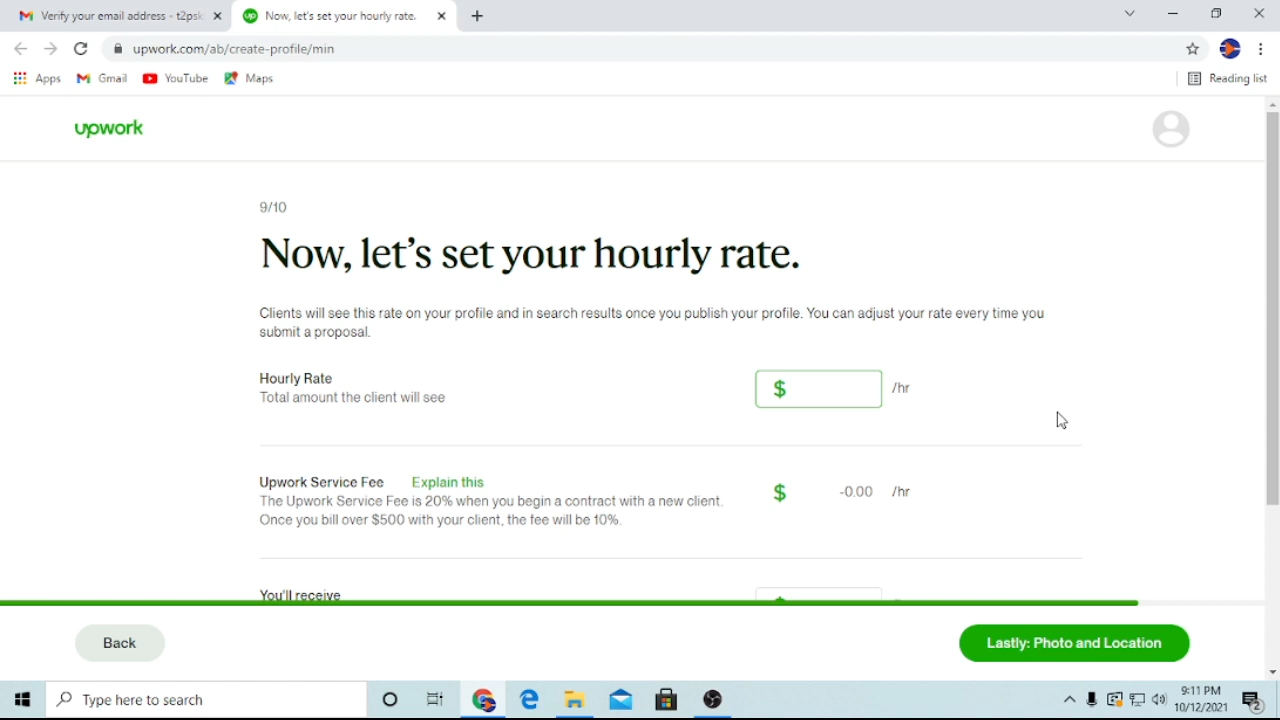 Verify your email address - t2psk
Now, let's set your hourly rate.
upwork.com/ab/create-profile/min
Apps
Gmail
YouTube
Maps
Reading list
upwork
9/10
Now, let's set your hourly rate.
Clients will see this rate on your profile and in search results once you publish your profile. You can adjust your rate every time you
submit a proposal.
Hourly Rate
Total amount the client will see
$ /hr
Upwork Service Fee Explain this
The Upwork Service Fee is 20% when you begin a contract with a new client.
Once you bill over $500 with your client, the fee will be 10%.
$ -0.00 /hr
You'll receive
Back
Lastly: Photo and Location
Type here to search
9:11 PM
10/12/2021
2